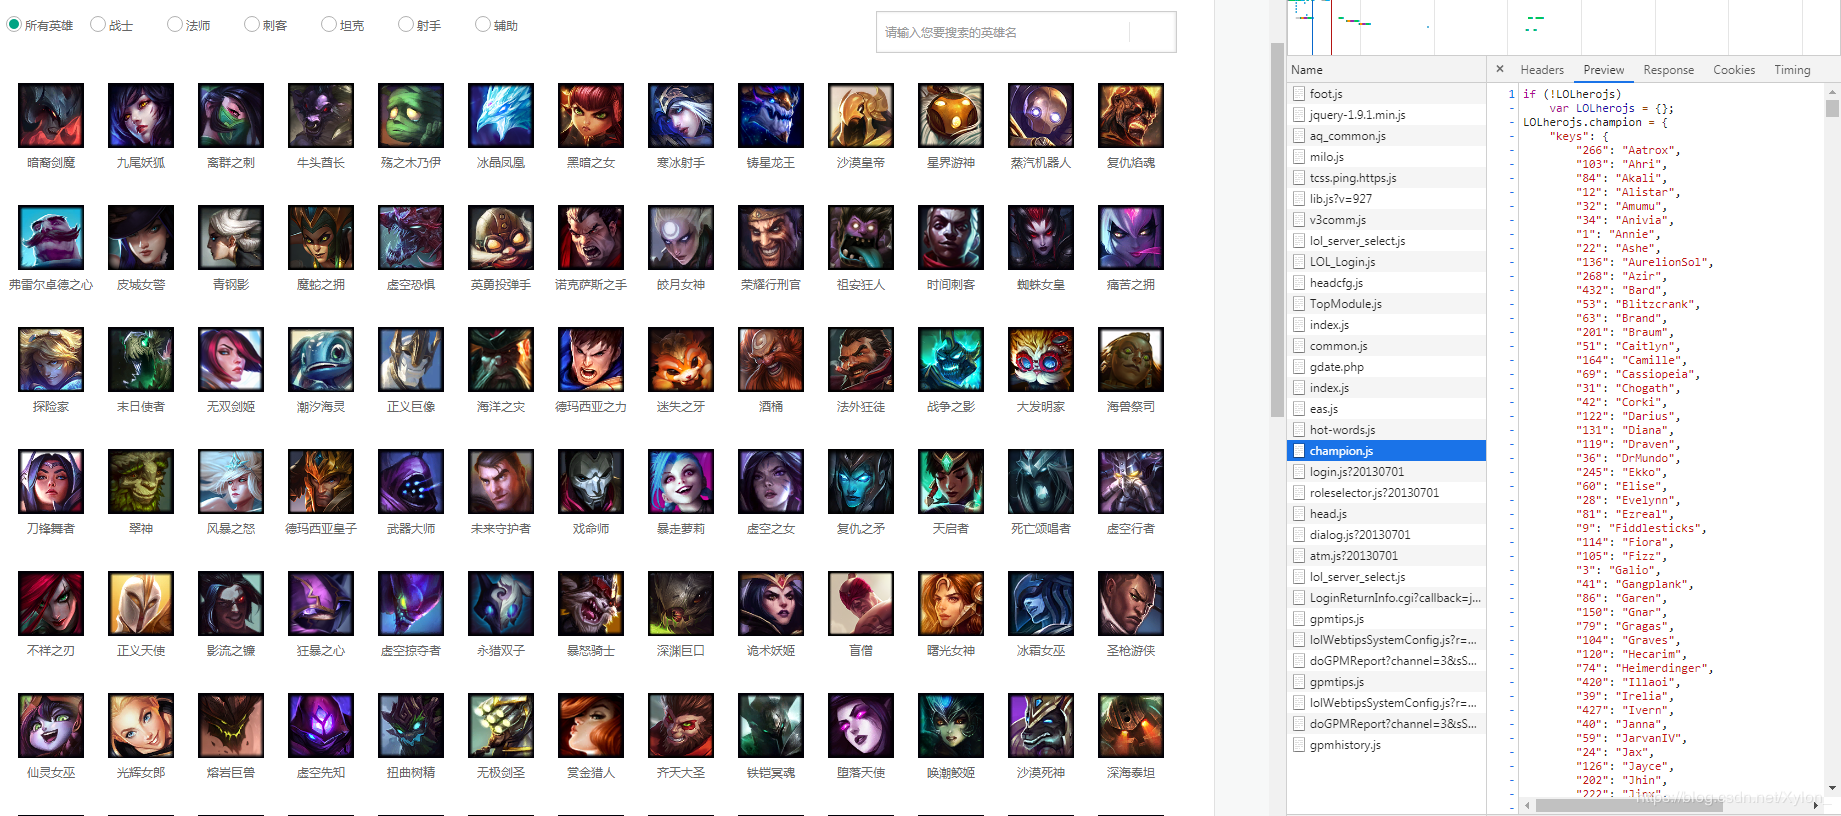 所有英雄 战士 法师 刺客 坦克 射手 辅助
请输入您要搜索的英雄名
暗裔剑魔 九尾妖狐 离群之刺 牛头酋长 殇之木乃伊 冰晶凤凰 黑暗之女 寒冰射手 铸星龙王 沙漠皇帝 星界游神 蒸汽机器人 复仇焰魂
弗雷尔卓德之心 皮城女警 青钢影 魔蛇之拥 虚空恐惧 英勇投弹手 诺克萨斯之手 皎月女神 荣耀行刑官 祖安狂人 时间刺客 蜘蛛女皇 痛苦之拥
探险家 末日使者 无双剑姬 潮汐海灵 正义巨像 海洋之灾 德玛西亚之力 迷失之牙 酒桶 法外狂徒 战争之影 大发明家 海兽祭司
刀锋舞者 翠神 风暴之怒 德玛西亚皇子 武器大师 未来守护者 戏命师 暴走萝莉 虚空之女 复仇之矛 天启者 死亡颂唱者 虚空行者
不祥之刃 正义天使 影流之镰 狂暴之心 虚空掠夺者 永猎双子 暴怒骑士 深渊巨口 诡术妖姬 盲僧 曙光女神 冰霜女巫 圣枪游侠
仙灵女巫 光辉女郎 熔岩巨兽 虚空先知 扭曲树精 无极剑圣 赏金猎人 齐天大圣 铁铠冥魂 堕落天使 唤潮鲛姬 沙漠死神 深海泰坦
Name
foot.js
jquery-1.9.1.min.js
aq_common.js
milo.js
tcss.ping.https.js
lib.js?v=927
v3comm.js
lol_server_select.js
LOL_Login.js
headcfg.js
TopModule.js
index.js
common.js
gdate.php
index.js
eas.js
hot-words.js
champion.js
login.js?20130701
roleselector.js?20130701
head.js
dialog.js?20130701
atm.js?20130701
lol_server_select.js
LoginReturnInfo.cgi?callback=j...
gpmtips.js
lolWebtipsSystemConfig.js?r=...
doGPMReport?channel=3&sS...
gpmtips.js
lolWebtipsSystemConfig.js?r=...
doGPMReport?channel=3&sS...
gpmhistory.js
× Headers Preview Response Cookies Timing
1 if (!LOLherojs)
- var LOLherojs = {};
- LOLherojs.champion = {
- "keys": {
- "266": "Aatrox",
- "103": "Ahri",
- "84": "Akali",
- "12": "Alistar",
- "32": "Amumu",
- "34": "Anivia",
- "1": "Annie",
- "22": "Ashe",
- "136": "AurelionSol",
- "268": "Azir",
- "432": "Bard",
- "53": "Blitzcrank",
- "63": "Brand",
- "201": "Braum",
- "51": "Caitlyn",
- "164": "Camille",
- "69": "Cassiopeia",
- "31": "Chogath",
- "42": "Corki",
- "122": "Darius",
- "131": "Diana",
- "119": "Draven",
- "36": "DrMundo",
- "245": "Ekko",
- "60": "Elise",
- "28": "Evelynn",
- "81": "Ezreal",
- "9": "Fiddlesticks",
- "114": "Fiora",
- "105": "Fizz",
- "3": "Galio",
- "41": "Gangplank",
- "86": "Garen",
- "150": "Gnar",
- "79": "Gragas",
- "104": "Graves",
- "120": "Hecarim",
- "74": "Heimerdinger",
- "420": "Illaoi",
- "39": "Irelia",
- "427": "Ivern",
- "40": "Janna",
- "59": "JarvanIV",
- "24": "Jax",
- "126": "Jayce",
- "202": "Jhin",
- "222": "Jinx",
https://blog.csdn.net/Xyion